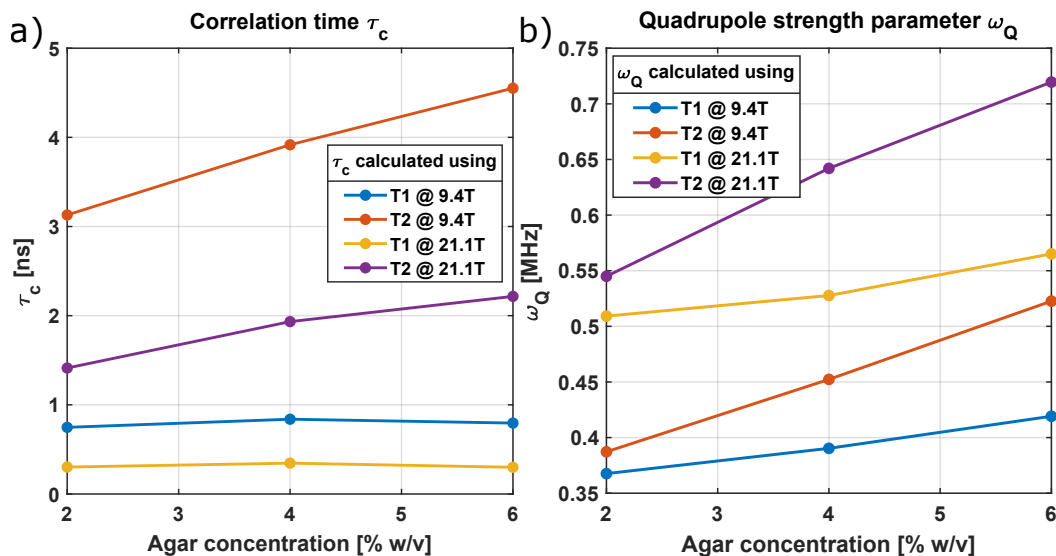 a)
Correlation time τc
5
4
3
2
1
0
τc [ns]
τc calculated using
T1 @ 9.4T
T2 @ 9.4T
T1 @ 21.1T
T2 @ 21.1T
2
3
4
5
6
Agar concentration [% w/v]
b)
Quadrupole strength parameter ωQ
0.75
0.7
0.65
0.6
0.55
0.5
0.45
0.4
0.35
ωQ [MHz]
ωQ calculated using
T1 @ 9.4T
T2 @ 9.4T
T1 @ 21.1T
T2 @ 21.1T
2
3
4
5
6
Agar concentration [% w/v]